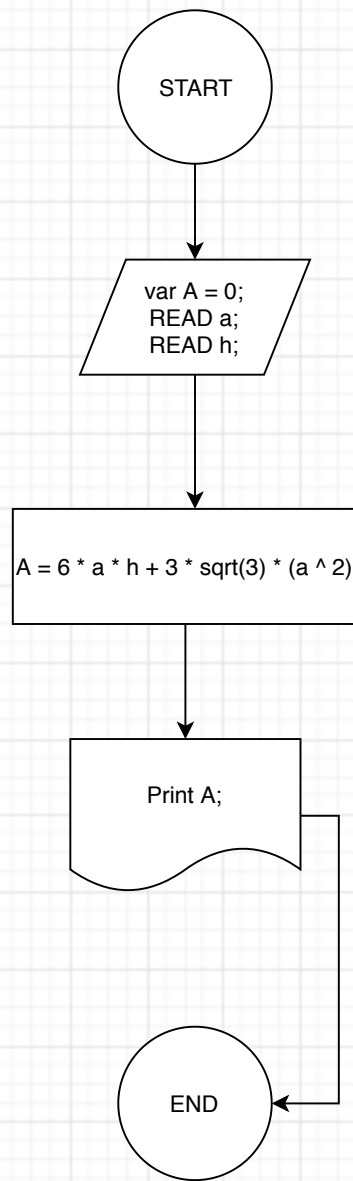 START
var A = 0;
READ a;
READ h;
A = 6 * a * h + 3 * sqrt(3) * (a ^ 2)
Print A;
END